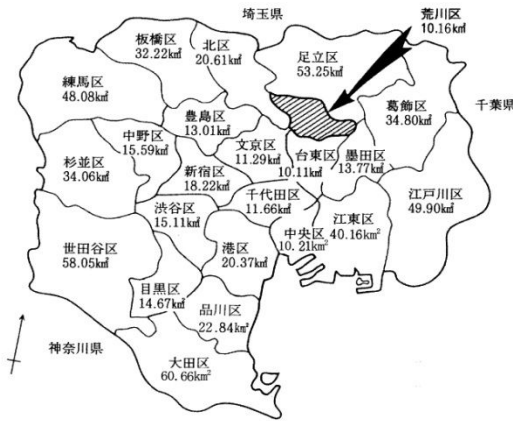 埼玉県
荒川区
10.16㎢
板橋区
32.22㎢
北区
20.61㎢
足立区
53.25㎢
練馬区
48.08㎢
葛飾区
34.80㎢
千葉県
豊島区
13.01㎢
中野区
15.59㎢
文京区
11.29㎢
台東区
10.11㎢
墨田区
13.77㎢
杉並区
34.06㎢
新宿区
18.22㎢
千代田区
11.66㎢
江戸川区
49.90㎢
渋谷区
15.11㎢
中央区
10.21㎢
江東区
40.16㎢
世田谷区
58.05㎢
港区
20.37㎢
目黒区
14.67㎢
品川区
22.84㎢
神奈川県
大田区
60.66㎢